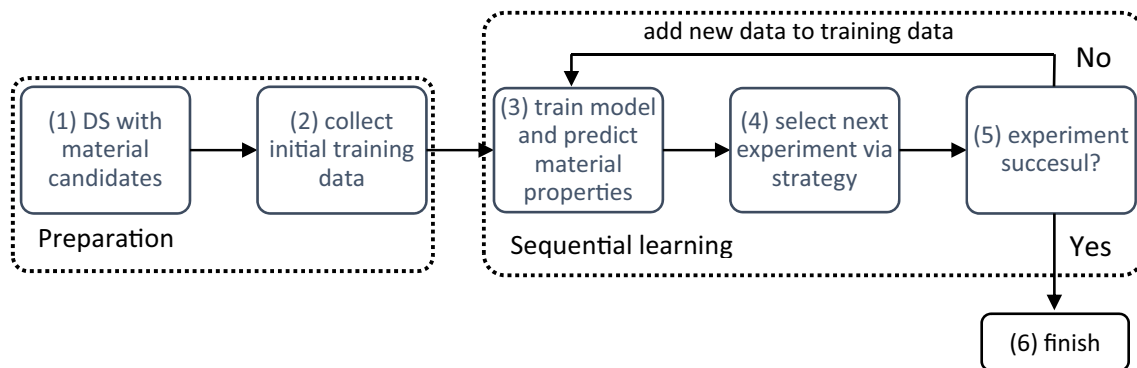 add new data to training data
No
(1) DS with
material
candidates
(2) collect
initial training
data
(3) train model
and predict
material
properties
(4) select next
experiment via
strategy
(5) experiment
succesul?
Preparation
Sequential learning
Yes
(6) finish